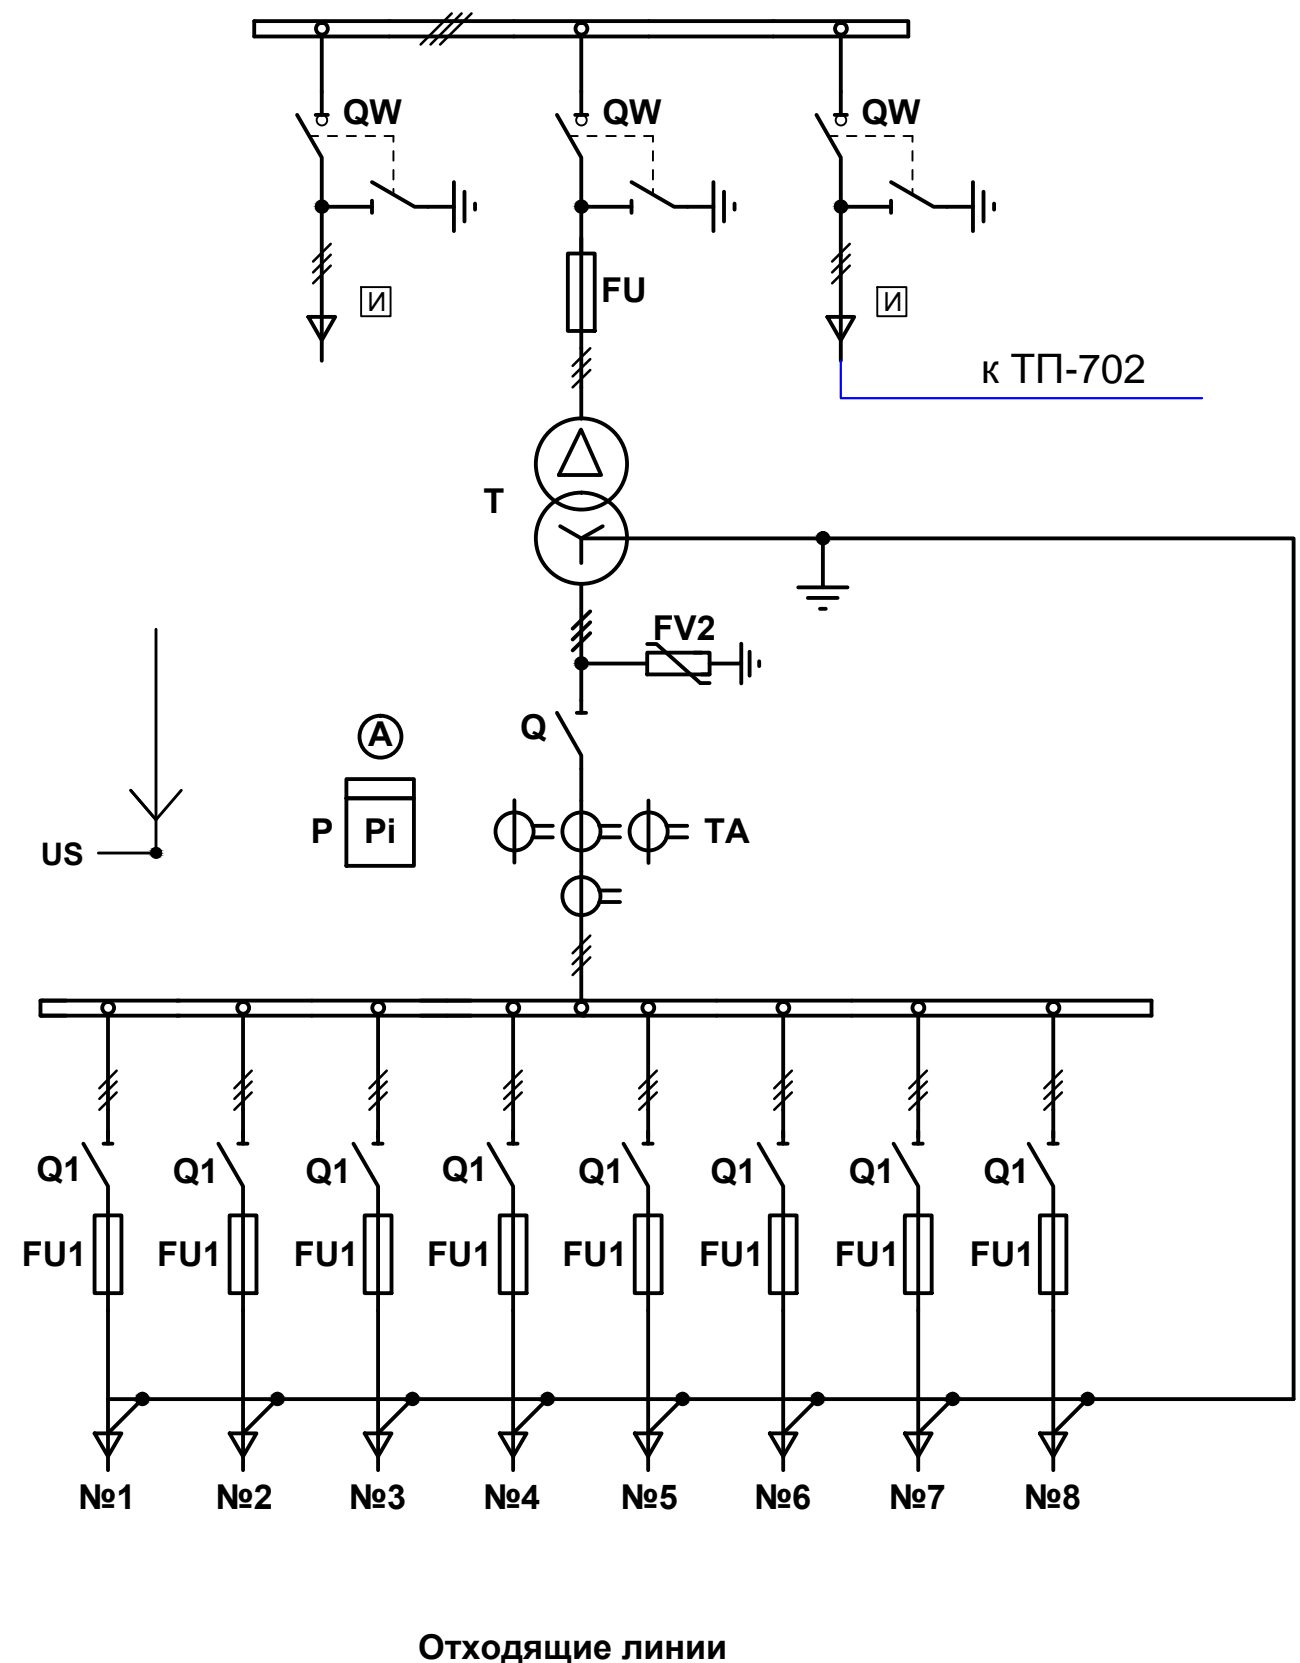 QW QW QW
И И
FU
к ТП-702
T
FV2
Q
A
P Pi TA
US
Q1 Q1 Q1 Q1 Q1 Q1 Q1 Q1
FU1 FU1 FU1 FU1 FU1 FU1 FU1 FU1
№1 №2 №3 №4 №5 №6 №7 №8
Отходящие линии